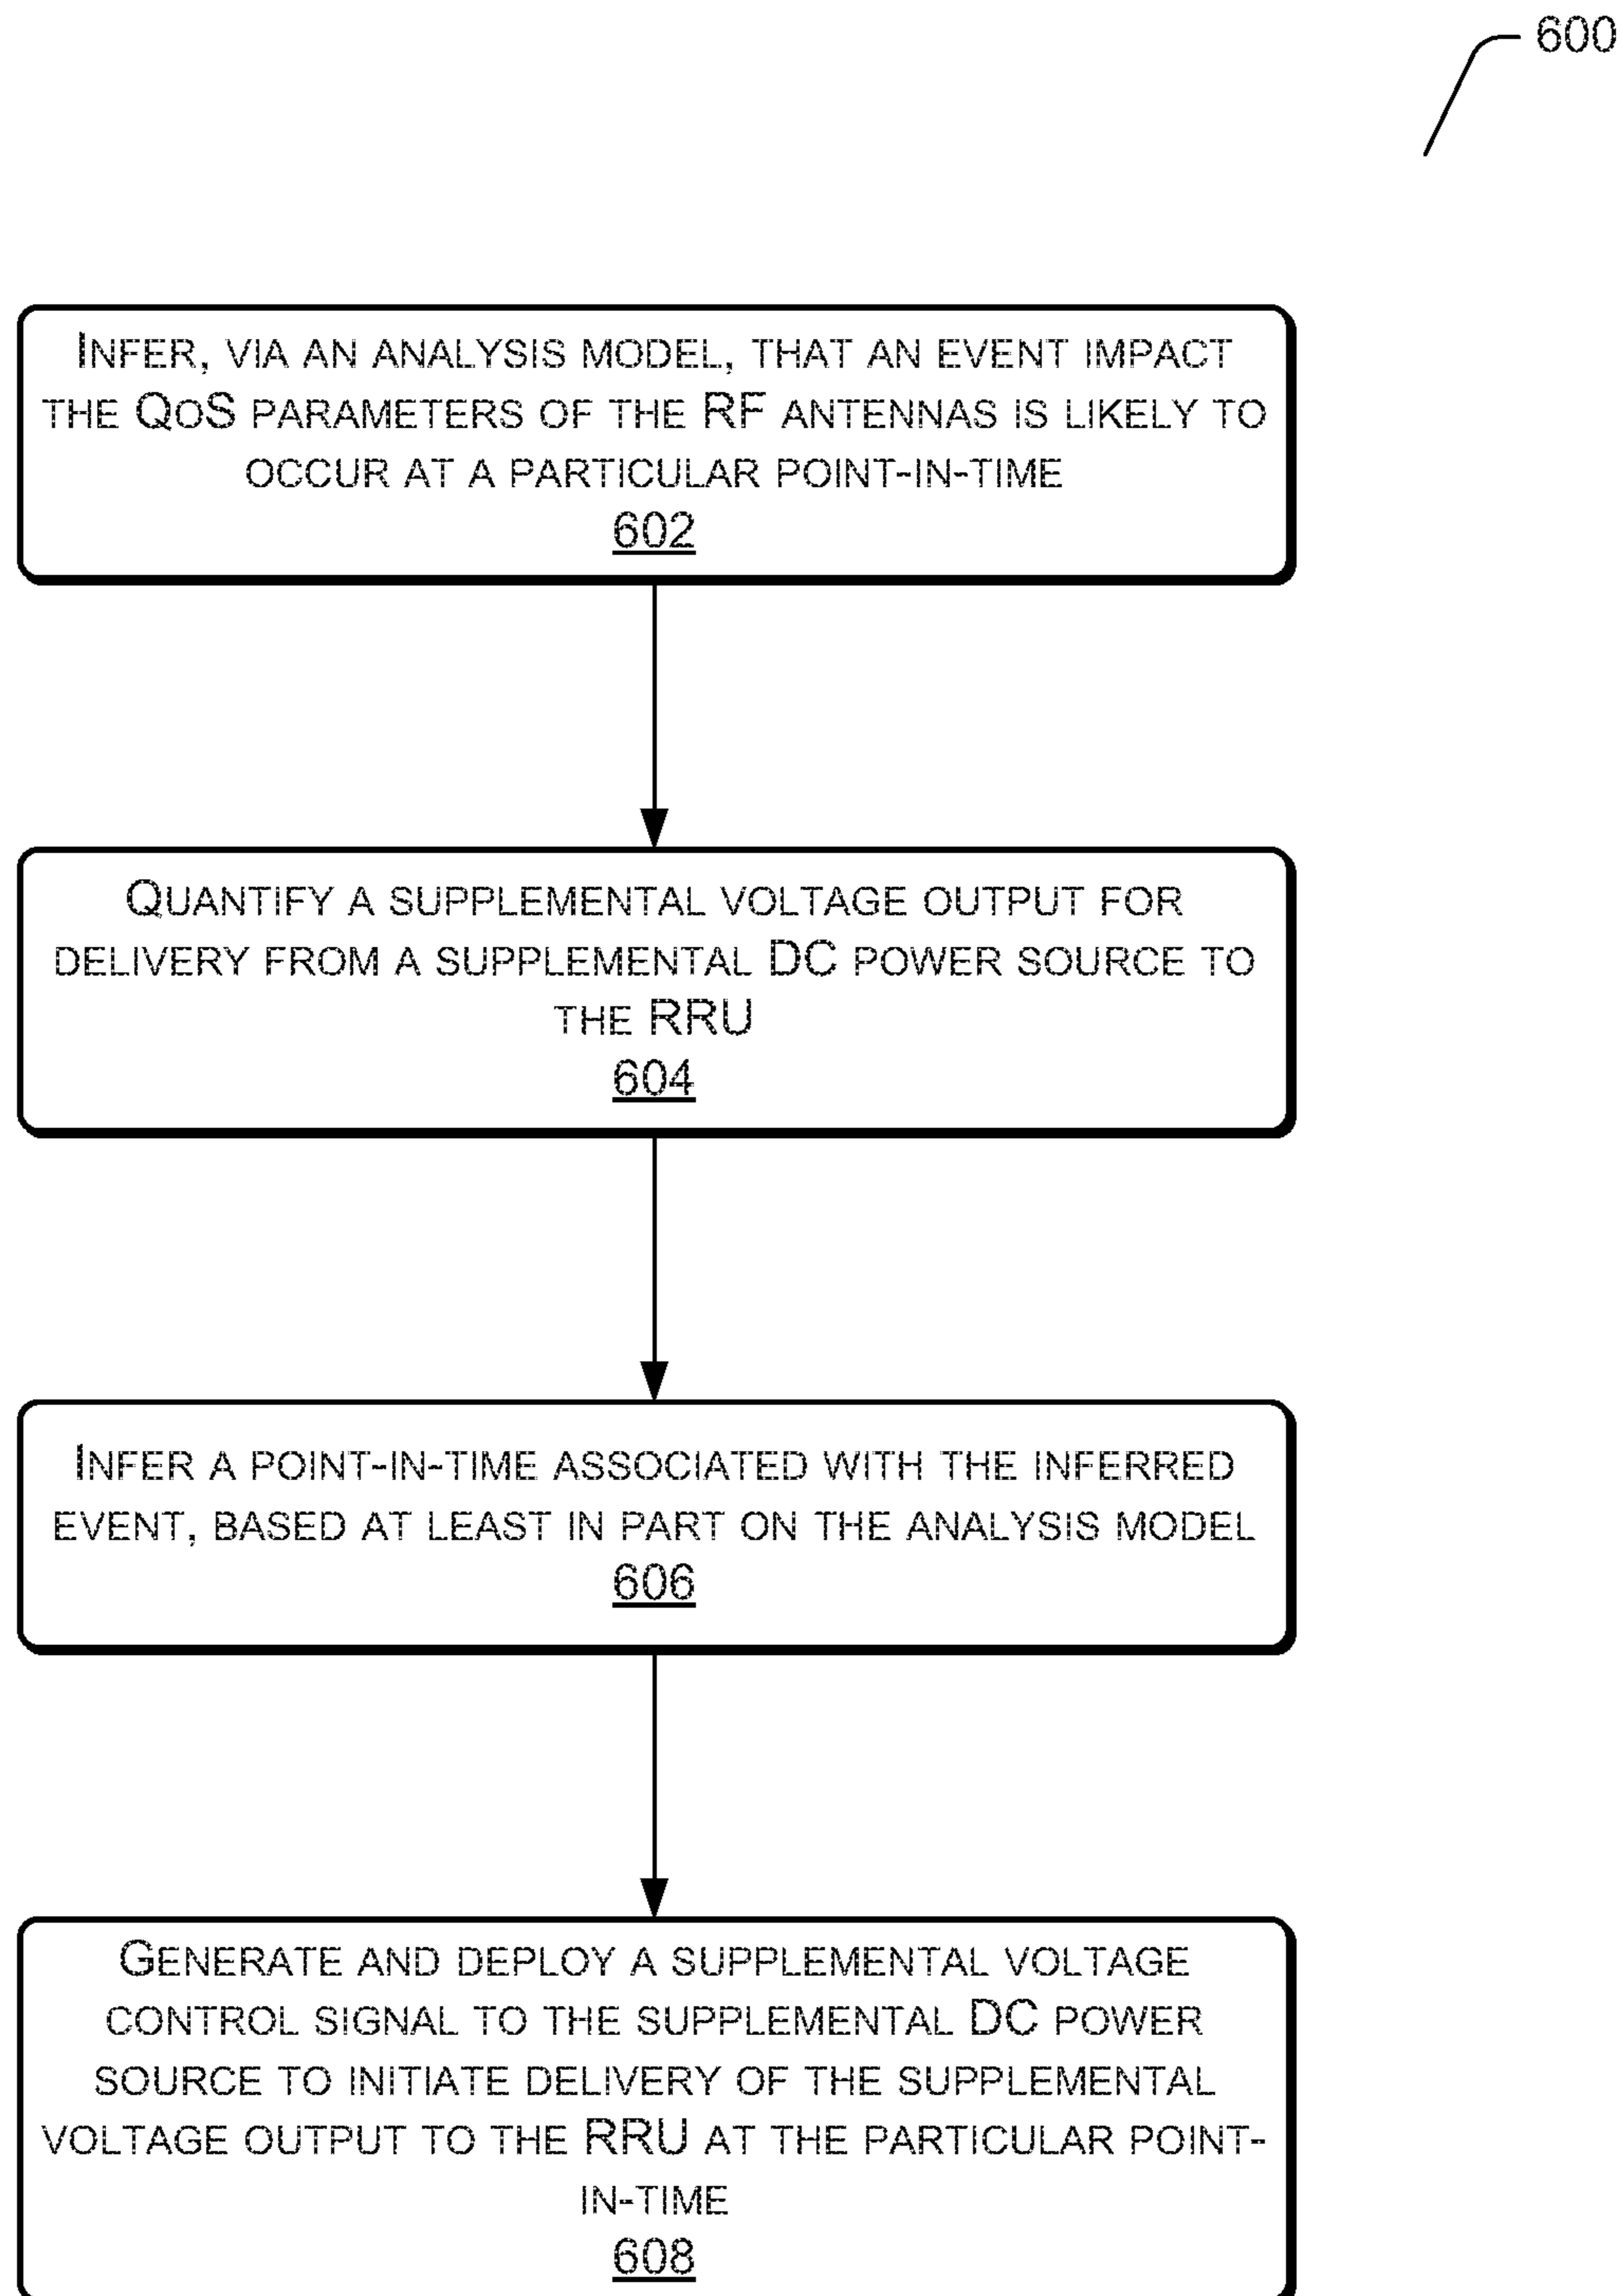 600
INFER, VIA AN ANALYSIS MODEL, THAT AN EVENT IMPACT
THE QOS PARAMETERS OF THE RF ANTENNAS IS LIKELY TO
OCCUR AT A PARTICULAR POINT-IN-TIME
602
QUANTIFY A SUPPLEMENTAL VOLTAGE OUTPUT FOR
DELIVERY FROM A SUPPLEMENTAL DC POWER SOURCE TO
THE RRU
604
INFER A POINT-IN-TIME ASSOCIATED WITH THE INFERRED
EVENT, BASED AT LEAST IN PART ON THE ANALYSIS MODEL
606
GENERATE AND DEPLOY A SUPPLEMENTAL VOLTAGE
CONTROL SIGNAL TO THE SUPPLEMENTAL DC POWER
SOURCE TO INITIATE DELIVERY OF THE SUPPLEMENTAL
VOLTAGE OUTPUT TO THE RRU AT THE PARTICULAR POINT-
IN-TIME
608